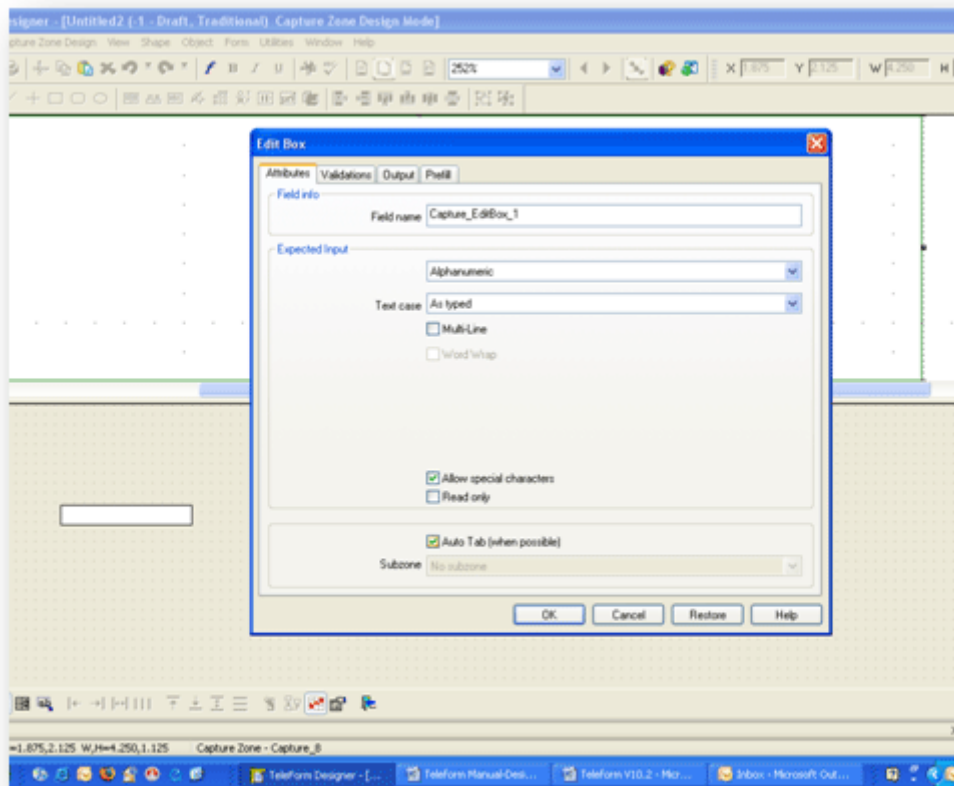 esigner - [Untitled2 (-1 - Draft, Traditional) Capture Zone Design Mode]
pture Zone Design View Shape Object Form Utilities Window Help
252% X 1.875 Y 2.125 W 4.250 H
Edit Box
Attributes Validations Output Prefill
Field info
Field name Capture_EditBox_1
Expected Input
Alphanumeric
Text case As typed
Multi-Line
Word Wrap
Allow special characters
Read only
Auto Tab (when possible)
Subzone No subzone
OK Cancel Restore Help
=1.875,2.125 W,H=4.250,1.125 Capture Zone - Capture_8
TeleForm Designer - [... Teleform Manual-Desi... Teleform V10.2 - Micr... Inbox - Microsoft Out...